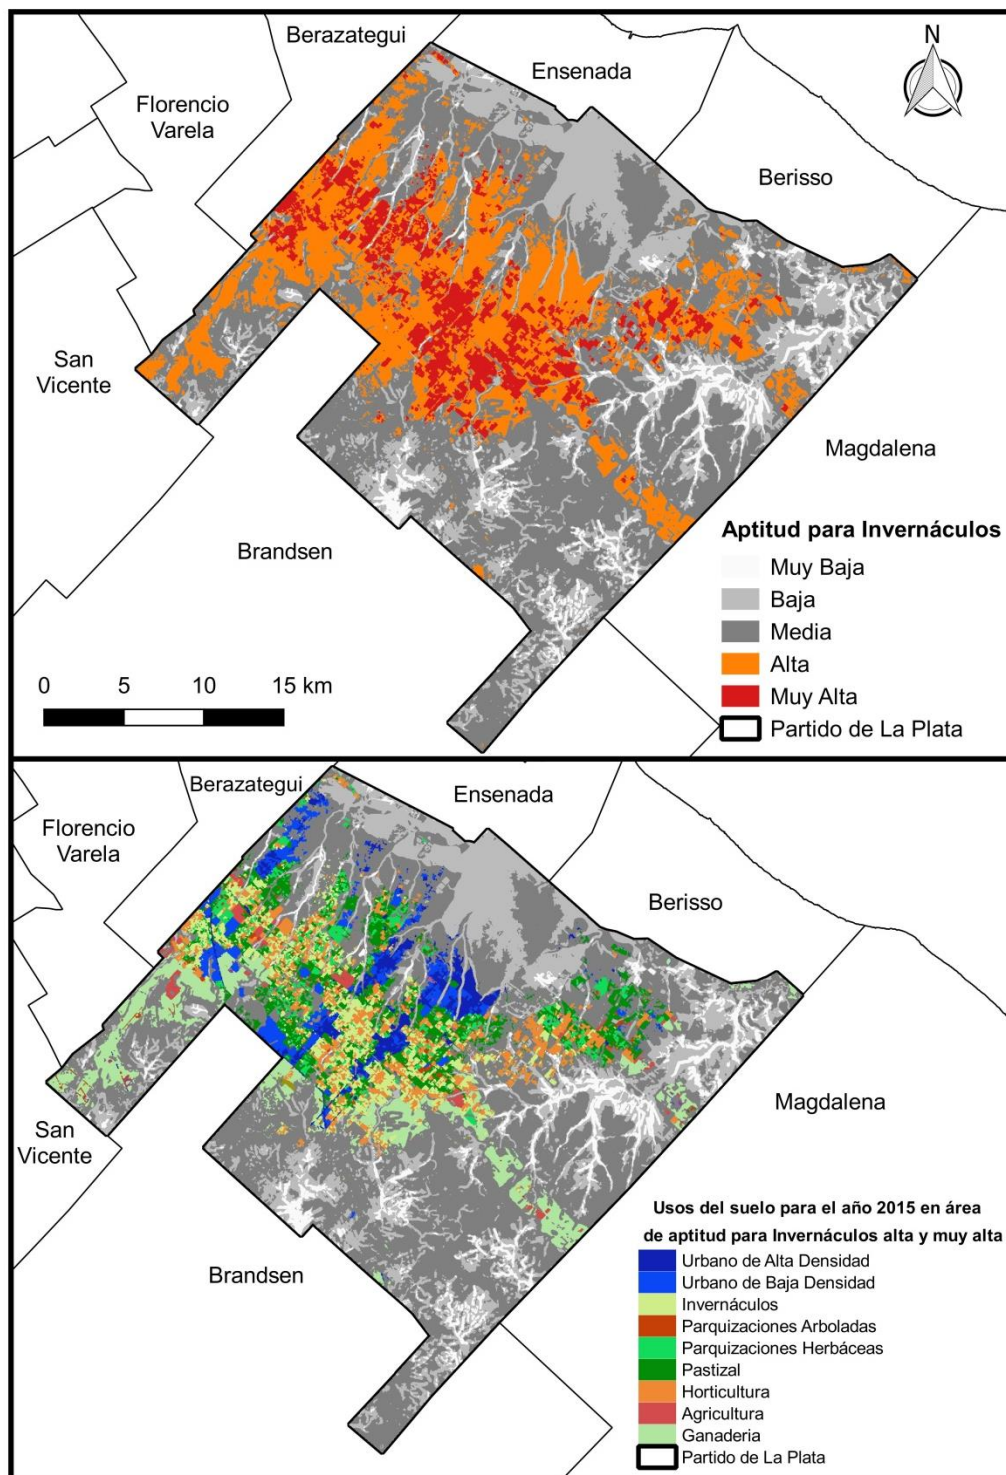 Berazategui
Ensenada
N
Florencio
Varela
Berisso
San
Vicente
Magdalena
Brandsen
Aptitud para Invernáculos
Muy Baja
Baja
Media
Alta
Muy Alta
Partido de La Plata
0 5 10 15 km
Berazategui
Ensenada
Florencio
Varela
Berisso
San
Vicente
Magdalena
Brandsen
Usos del suelo para el año 2015 en área
de aptitud para Invernáculos alta y muy alta
Urbano de Alta Densidad
Urbano de Baja Densidad
Invernáculos
Parquizaciones Arboladas
Parquizaciones Herbáceas
Pastizal
Horticultura
Agricultura
Ganaderia
Partido de La Plata